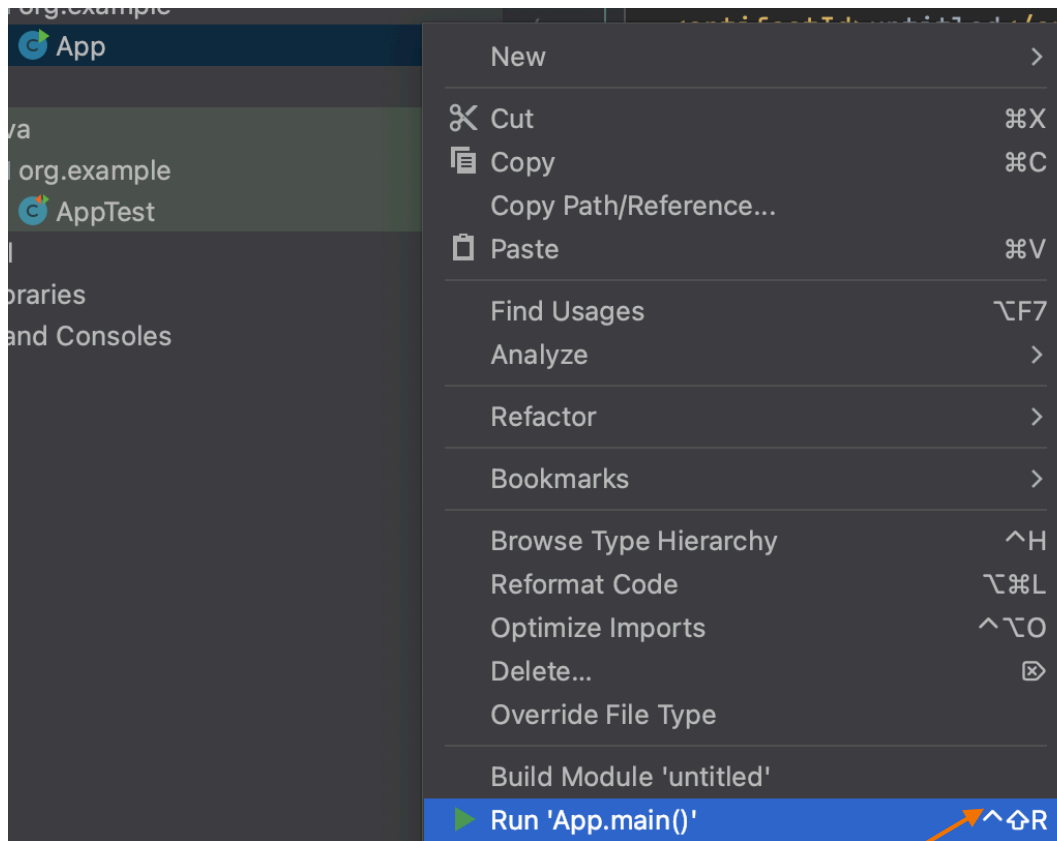 org.example
<artifactId>untitled</
App
New
va
Cut ⌘X
org.example
Copy ⌘C
AppTest
Copy Path/Reference...
Paste ⌘V
braries
Find Usages ⌥F7
and Consoles
Analyze
Refactor
Bookmarks
Browse Type Hierarchy ^H
Reformat Code ⌥⌘L
Optimize Imports ^⌥O
Delete... ⌦
Override File Type
Build Module 'untitled'
Run 'App.main()' ^⇧R